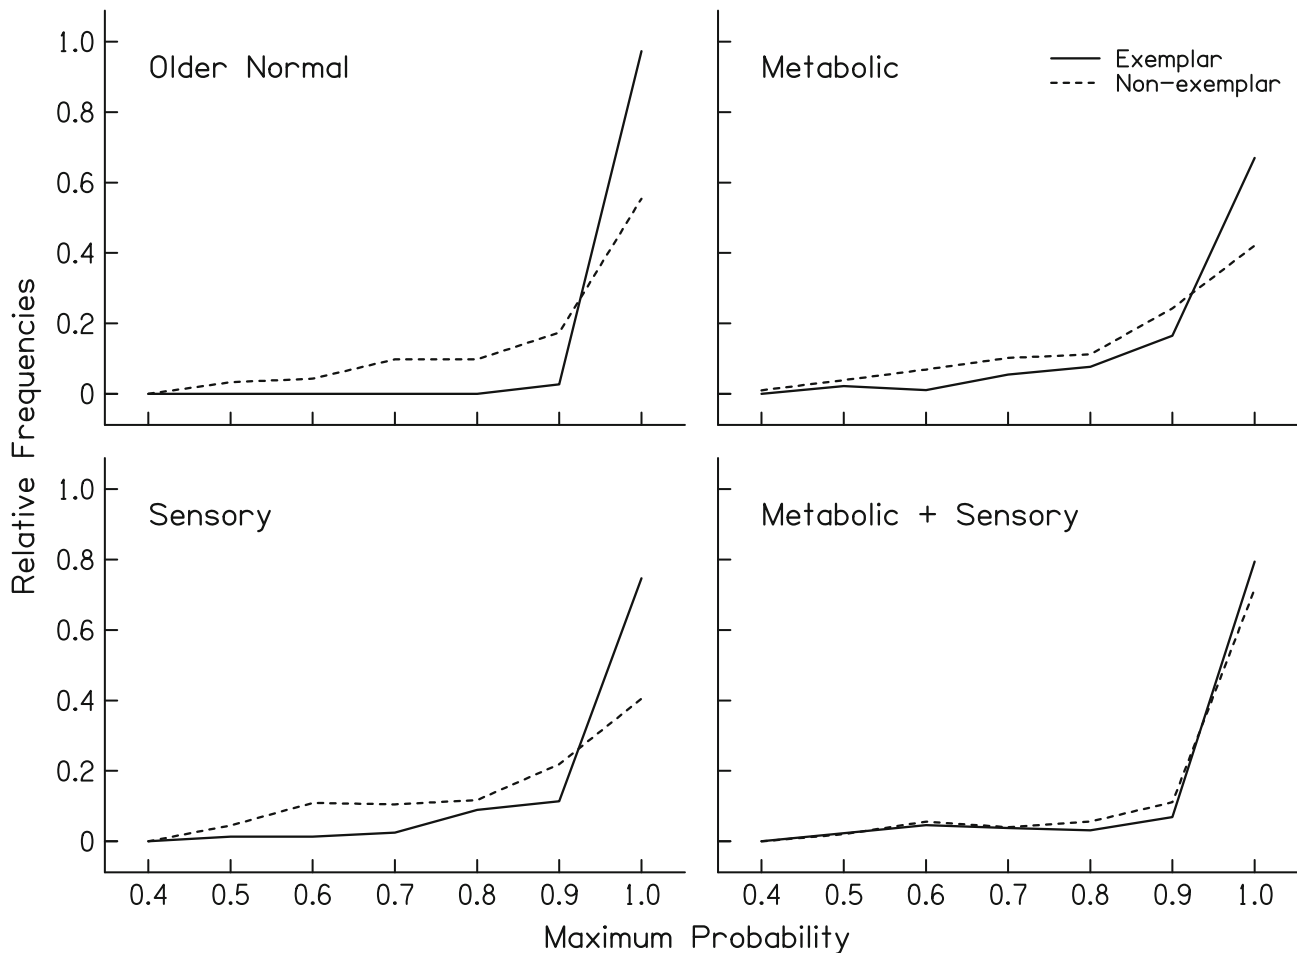 Older Normal
1.0
0.8
0.6
0.4
0.2
0
Metabolic
Exemplar
Non-exemplar
Relative Frequencies
Sensory
1.0
0.8
0.6
0.4
0.2
0
0.4 0.5 0.6 0.7 0.8 0.9 1.0
Metabolic + Sensory
0.4 0.5 0.6 0.7 0.8 0.9 1.0
Maximum Probability